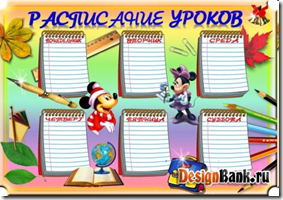 РАСПИСАНИЕ УРОКОВ
ПОНЕДЕЛЬНИК ВТОРНИК СРЕДА
ЧЕТВЕРГ ПЯТНИЦА СУББОТА
DesignBank.ru